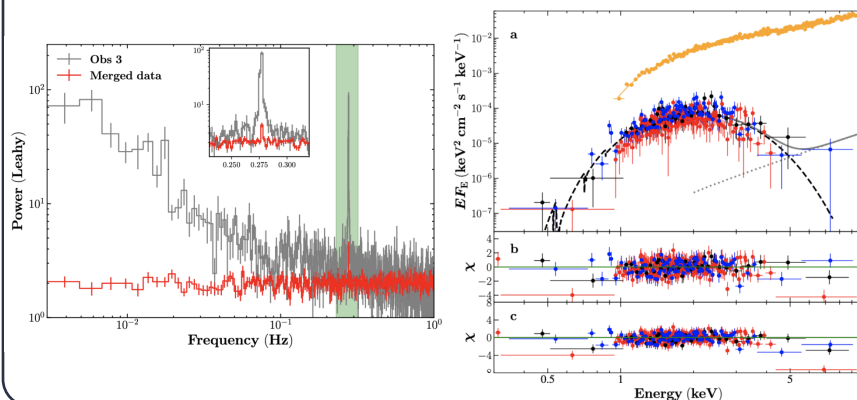 Obs 3
Merged data
10²
10¹
10⁰
10²
10¹
0.250 0.275 0.300
10⁻² 10⁻¹ 10⁰
Power (Leahy)
Frequency (Hz)
a
10⁻²
10⁻³
10⁻⁴
10⁻⁵
10⁻⁶
10⁻⁷
EF_E (keV² cm⁻² s⁻¹ keV⁻¹)
b
4
2
0
−2
−4
χ
c
4
0
−4
χ
0.5 1 5
Energy (keV)